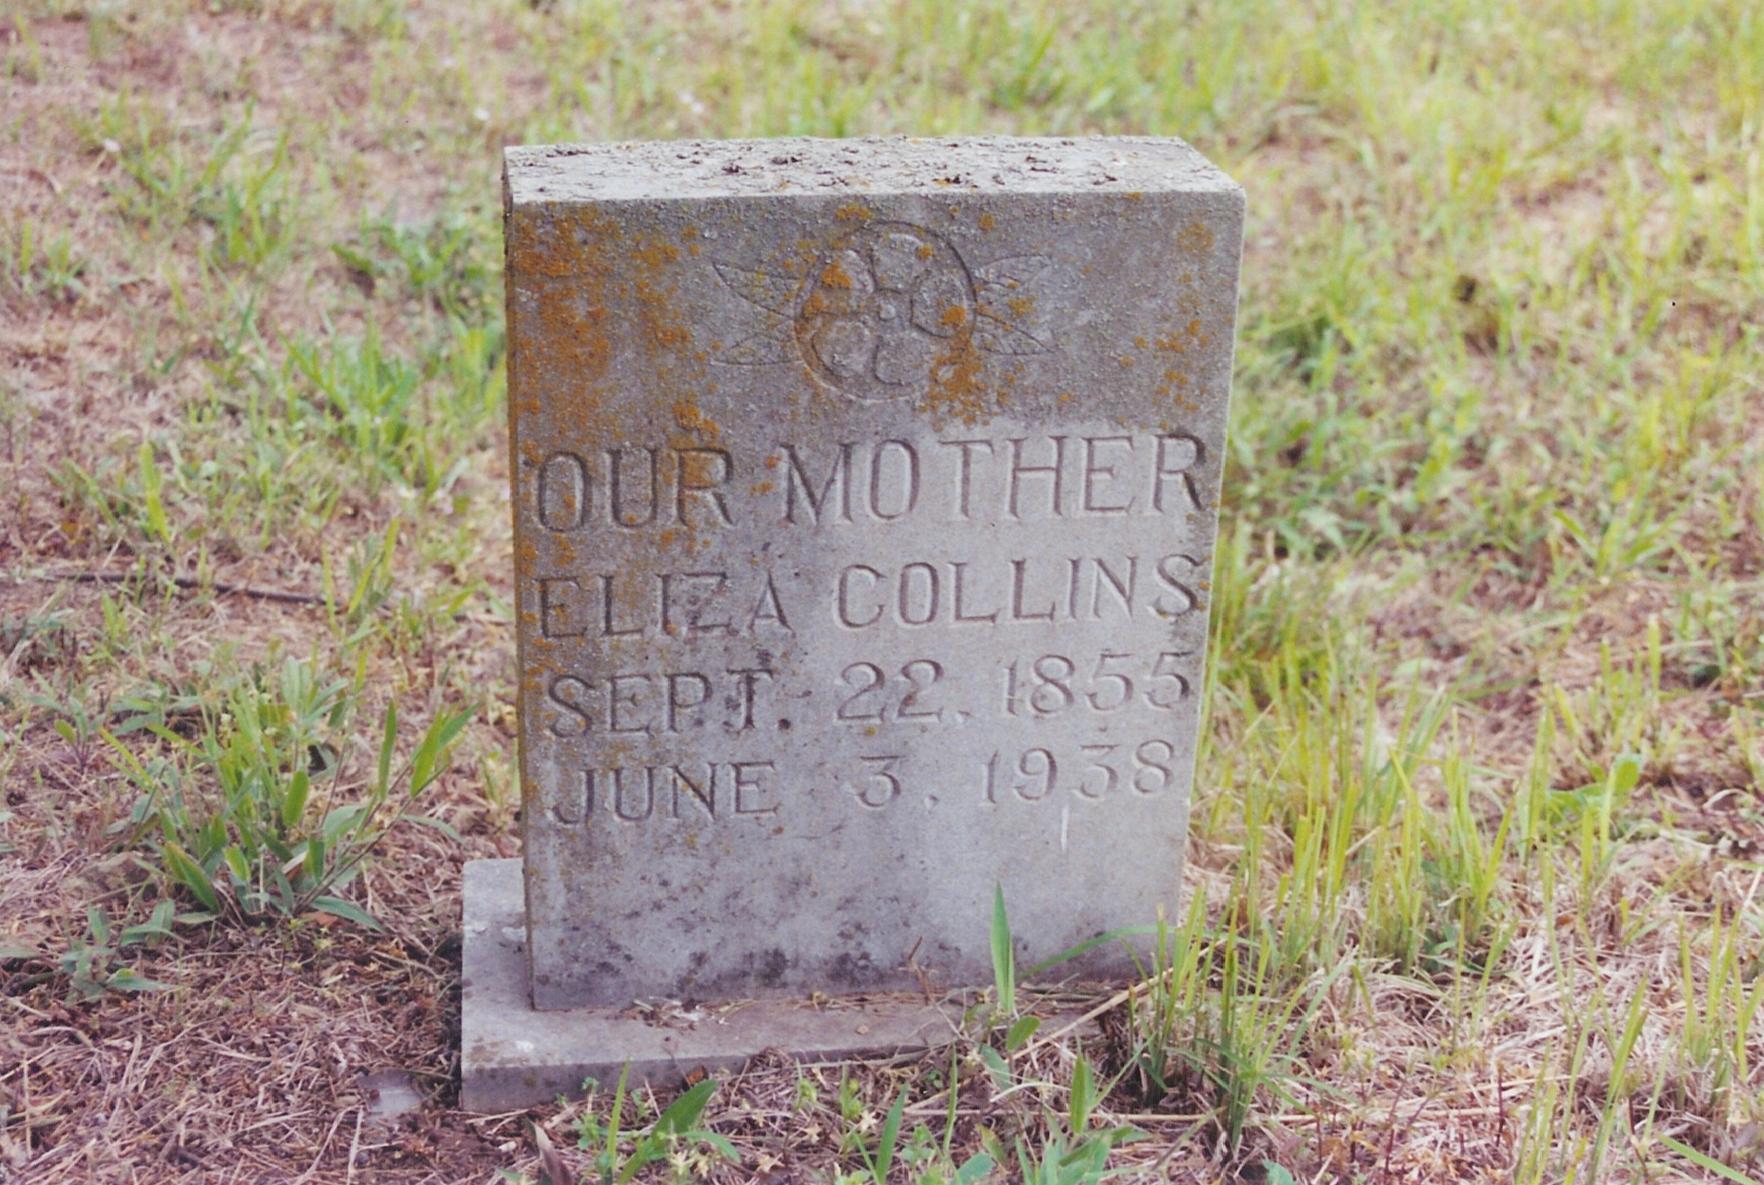 OUR MOTHER
ELIZA COLLINS
SEPT. 22. 1855
JUNE 3. 1938